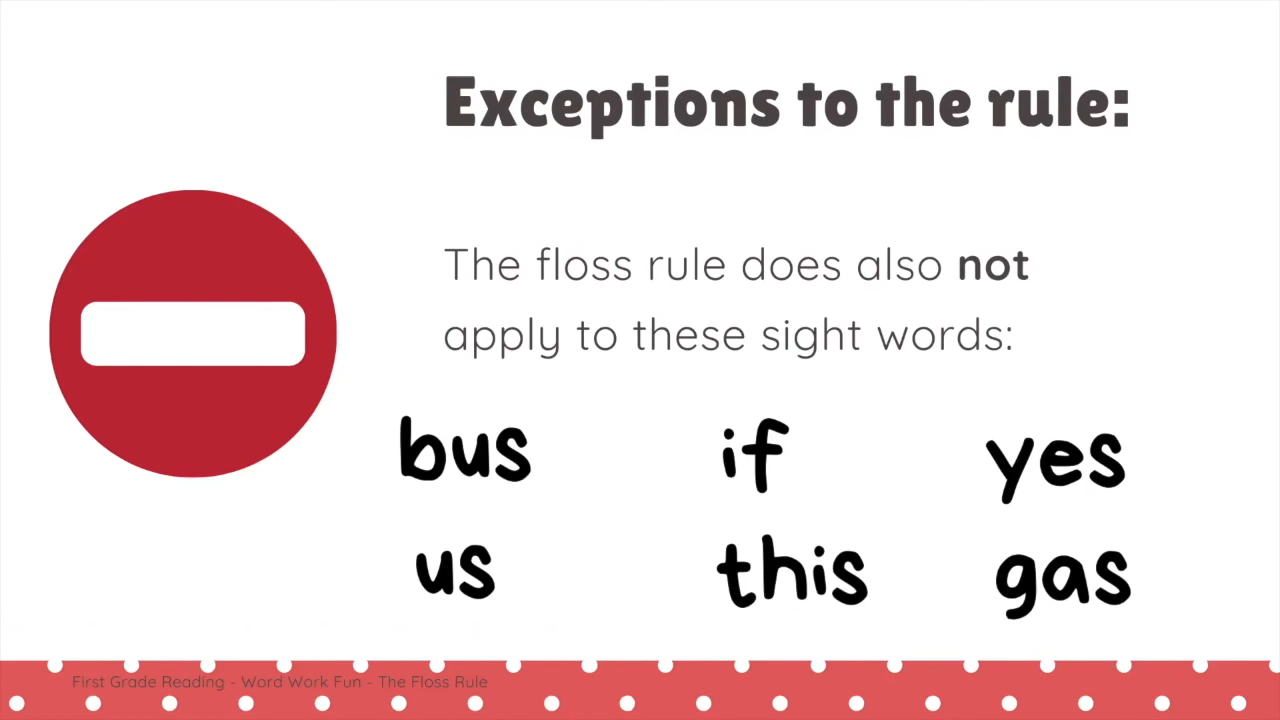 Exceptions to the rule:
The floss rule does also not
apply to these sight words:
bus if yes
us this gas
First Grade Reading - Word Work Fun - The Floss Rule